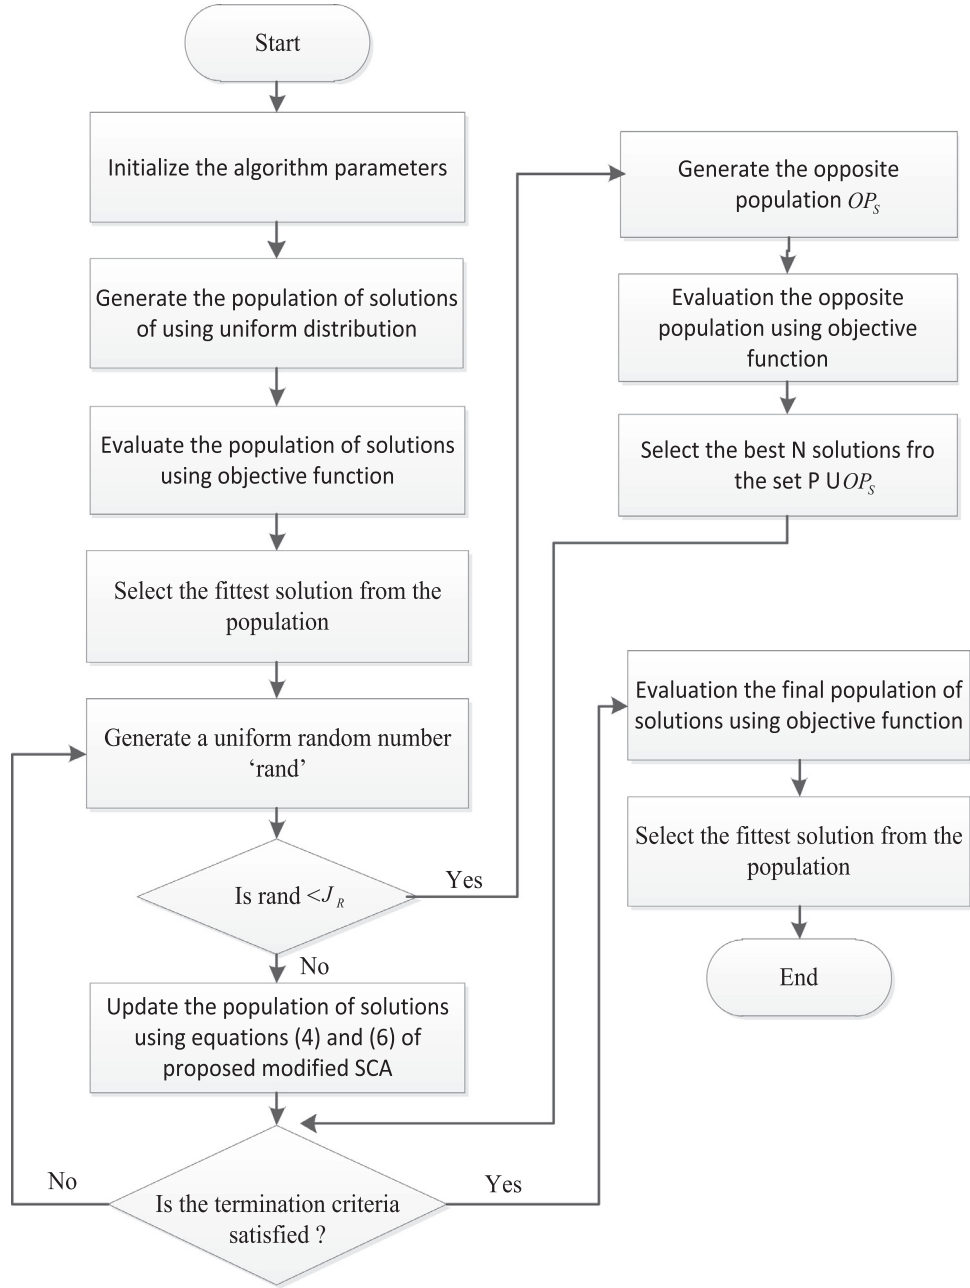 Start
Initialize the algorithm parameters
Generate the population of solutions
of using uniform distribution
Evaluate the population of solutions
using objective function
Select the fittest solution from the
population
Generate a uniform random number
‘rand’
Is rand < J_R
Yes
No
Update the population of solutions
using equations (4) and (6) of
proposed modified SCA
Is the termination criteria
satisfied ?
No
Yes
Generate the opposite
population OP_S
Evaluation the opposite
population using objective
function
Select the best N solutions fro
the set P U OP_S
Evaluation the final population of
solutions using objective function
Select the fittest solution from the
population
End